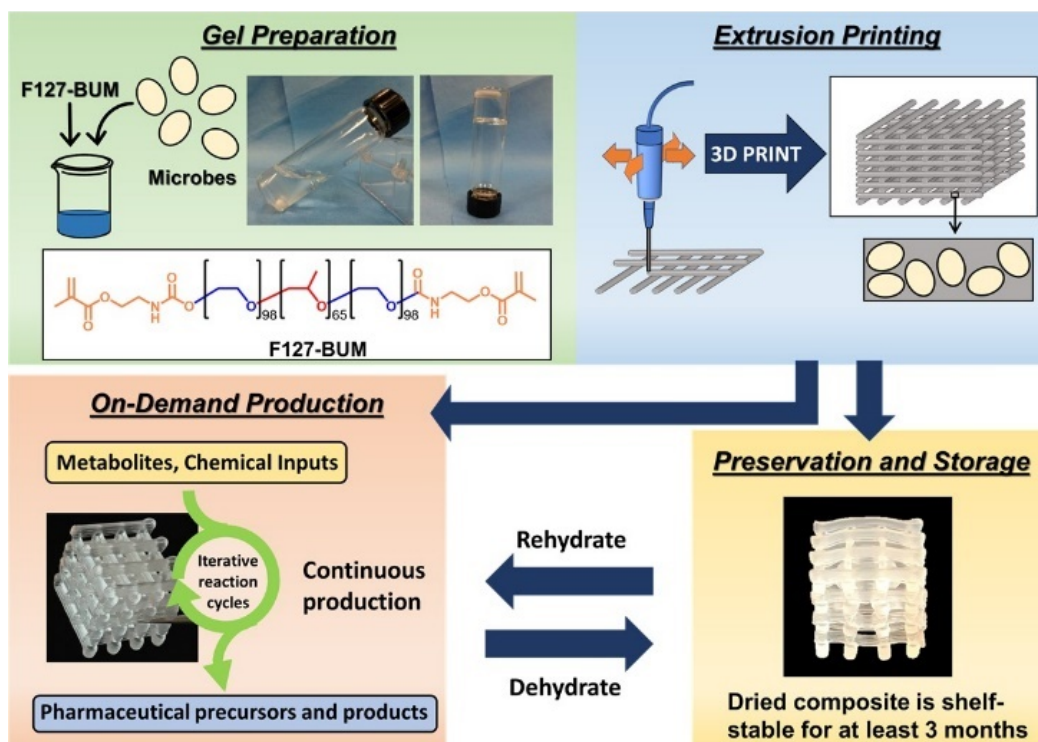 Gel Preparation
F127-BUM
Microbes
O
O
N
H
O
O
O
98
O
65
O
98
O
N
H
O
O
F127-BUM
Extrusion Printing
3D PRINT
On-Demand Production
Metabolites, Chemical Inputs
Iterative
reaction
cycles
Continuous
production
Pharmaceutical precursors and products
Rehydrate
Dehydrate
Preservation and Storage
Dried composite is shelf-
stable for at least 3 months